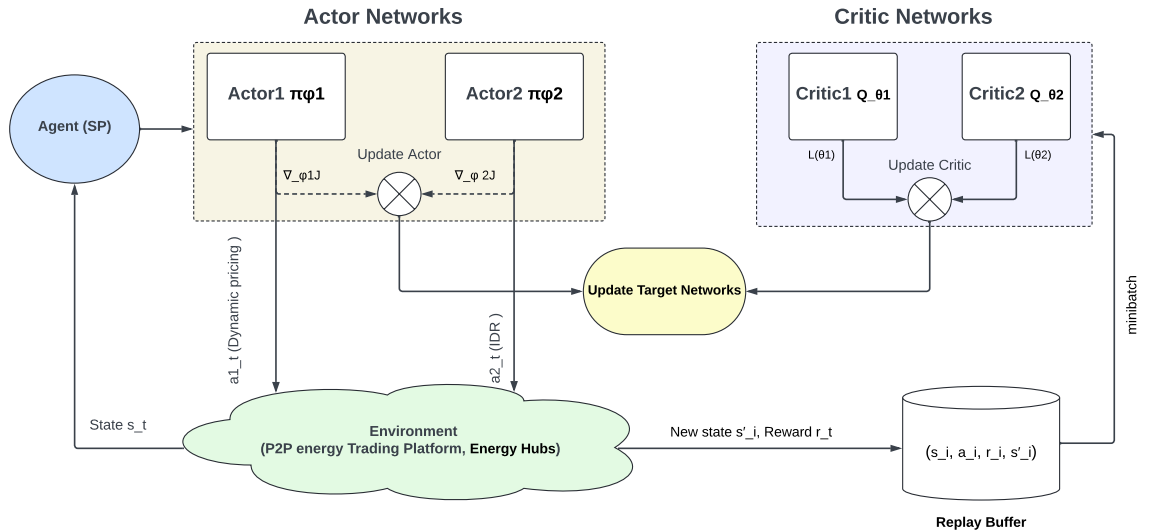 Actor Networks
Critic Networks
Agent (SP)
Actor1 πφ1
Actor2 πφ2
Critic1 Q_θ1
Critic2 Q_θ2
Update Actor
∇_φ1J
∇_φ 2J
L(θ1)
L(θ2)
Update Critic
a1_t (Dynamic pricing )
a2_t (IDR )
Update Target Networks
minibatch
State s_t
Environment
(P2P energy Trading Platform, Energy Hubs)
New state s′_i, Reward r_t
(s_i, a_i, r_i, s′_i)
Replay Buffer